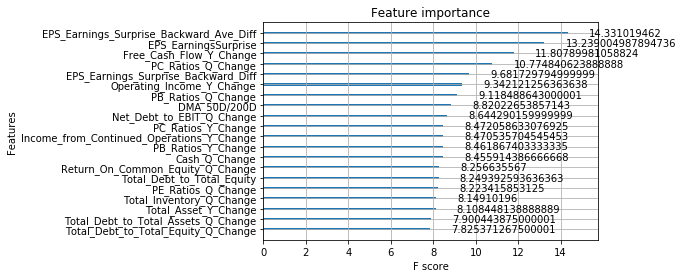 Feature importance
EPS_Earnings_Surprise_Backward_Ave_Diff 14.331019462
EPS_EarningsSurprise 13.239004987894736
Free_Cash_Flow_Y_Change 11.80789981058824
PC_Ratios_Q_Change 10.774840623888888
EPS_Earnings_Surprise_Backward_Diff 9.681729794999999
Operating_Income_Y_Change 9.342121256363638
PB_Ratios_Q_Change 9.118488643000001
DMA_50D/200D 8.82022653857143
Net_Debt_to_EBIT_Q_Change 8.644290159999999
PC_Ratios_Y_Change 8.472058633076925
Income_from_Continued_Operations_Y_Change 8.470535704545453
PB_Ratios_Y_Change 8.461867403333335
Cash_Q_Change 8.455914386666668
Return_On_Common_Equity_Q_Change 8.256635567
Total_Debt_to_Total_Equity 8.249392593636363
PE_Ratios_Q_Change 8.223415853125
Total_Inventory_Q_Change 8.14910196
Total_Asset_Y_Change 8.108448138888889
Total_Debt_to_Total_Assets_Q_Change 7.900443875000001
Total_Debt_to_Total_Equity_Q_Change 7.825371267500001
Features
0 2 4 6 8 10 12 14
F score